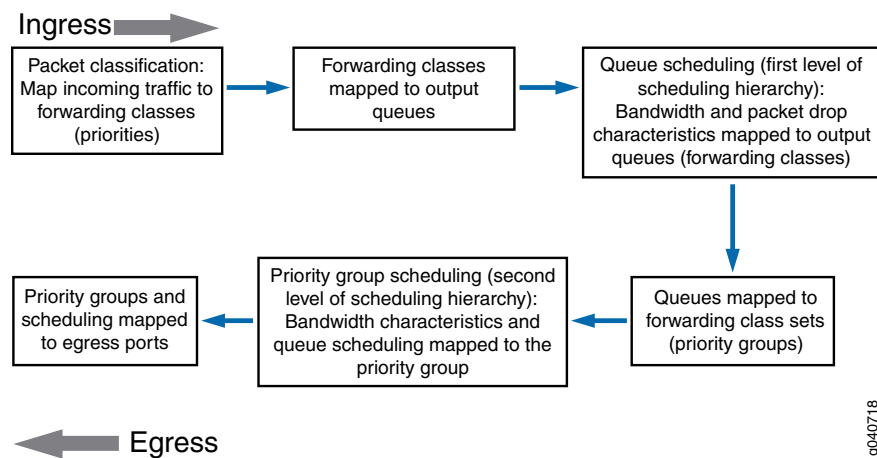 Ingress
Packet classification:
Map incoming traffic to
forwarding classes
(priorities)
Forwarding classes
mapped to output
queues
Queue scheduling (first level of
scheduling hierarchy):
Bandwidth and packet drop
characteristics mapped to output
queues (forwarding classes)
Queues mapped to
forwarding class sets
(priority groups)
Priority group scheduling (second
level of scheduling hierarchy):
Bandwidth characteristics and
queue scheduling mapped to the
priority group
Priority groups and
scheduling mapped
to egress ports
Egress
g040718